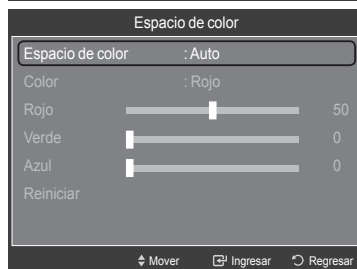 Espacio de color
Espacio de color : Auto
Color : Rojo
Rojo 50
Verde 0
Azul 0
Reiniciar
Mover Ingresar Regresar